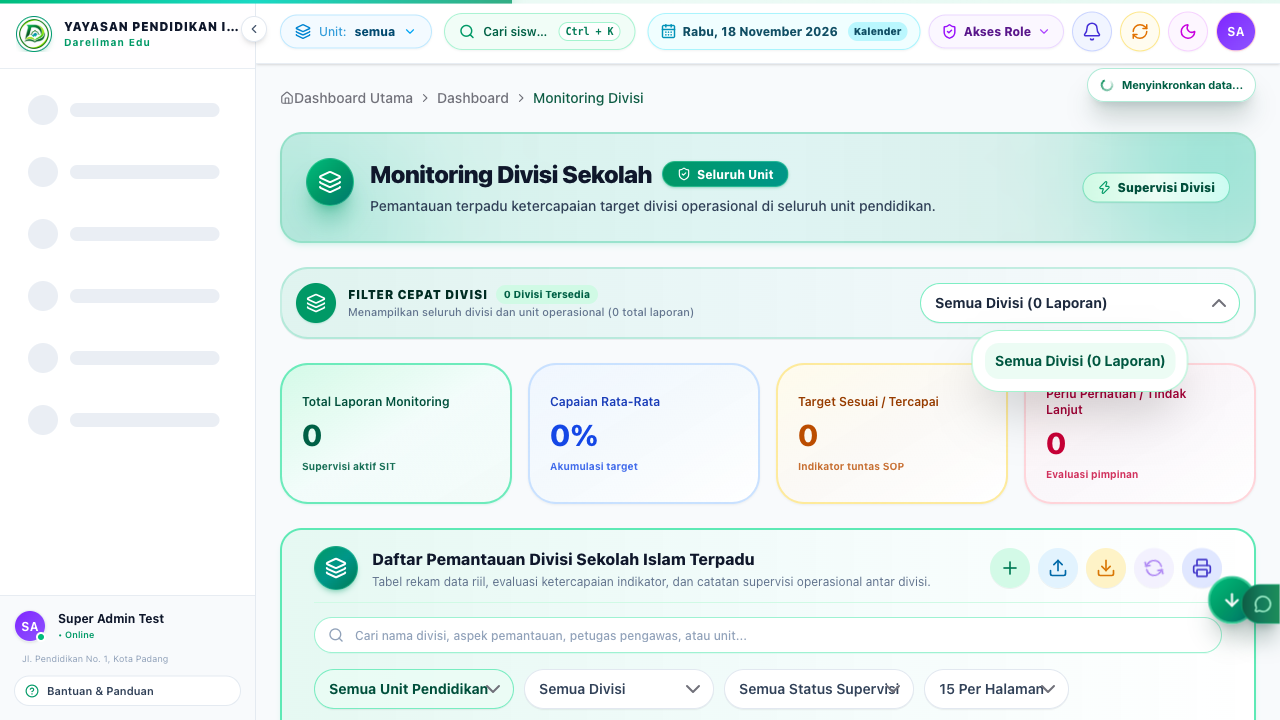 YAYASAN PENDIDIKAN I...
Dareliman Edu
Unit: semua
Cari sisw...
Ctrl + K
Rabu, 18 November 2026
Kalender
Akses Role
SA
Dashboard Utama
Dashboard
Monitoring Divisi
Menyinkronkan data...
Monitoring Divisi Sekolah
Seluruh Unit
Pemantauan terpadu ketercapaian target divisi operasional di seluruh unit pendidikan.
Supervisi Divisi
FILTER CEPAT DIVISI
0 Divisi Tersedia
Menampilkan seluruh divisi dan unit operasional (0 total laporan)
Semua Divisi (0 Laporan)
Semua Divisi (0 Laporan)
Total Laporan Monitoring
0
Supervisi aktif SIT
Capaian Rata-Rata
0%
Akumulasi target
Target Sesuai / Tercapai
0
Indikator tuntas SOP
Perlu Perhatian / Tindak
Lanjut
0
Evaluasi pimpinan
Daftar Pemantauan Divisi Sekolah Islam Terpadu
Tabel rekam data riil, evaluasi ketercapaian indikator, dan catatan supervisi operasional antar divisi.
Cari nama divisi, aspek pemantauan, petugas pengawas, atau unit...
Semua Unit Pendidikan
Semua Divisi
Semua Status Supervisi
15 Per Halaman
SA
Super Admin Test
• Online
Jl. Pendidikan No. 1, Kota Padang
Bantuan & Panduan